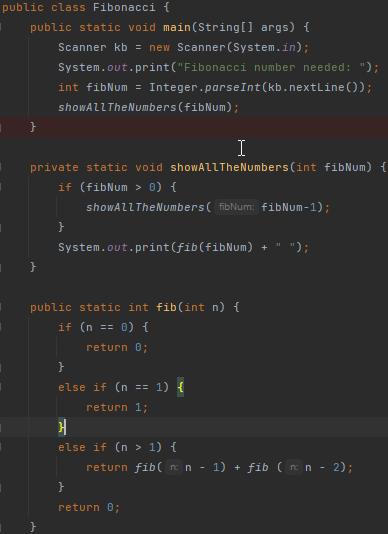 public class Fibonacci {
    public static void main(String[] args) {
        Scanner kb = new Scanner(System.in);
        System.out.print("Fibonacci number needed: ");
        int fibNum = Integer.parseInt(kb.nextLine());
        showAllTheNumbers(fibNum);
    }

    private static void showAllTheNumbers(int fibNum) {
        if (fibNum > 0) {
            showAllTheNumbers( fibNum: fibNum-1);
        }
        System.out.print(fib(fibNum) + " ");
    }

    public static int fib(int n) {
        if (n == 0) {
            return 0;
        }
        else if (n == 1) {
            return 1;
        }
        else if (n > 1) {
            return fib( n: n - 1) + fib ( n: n - 2);
        }
        return 0;
    }